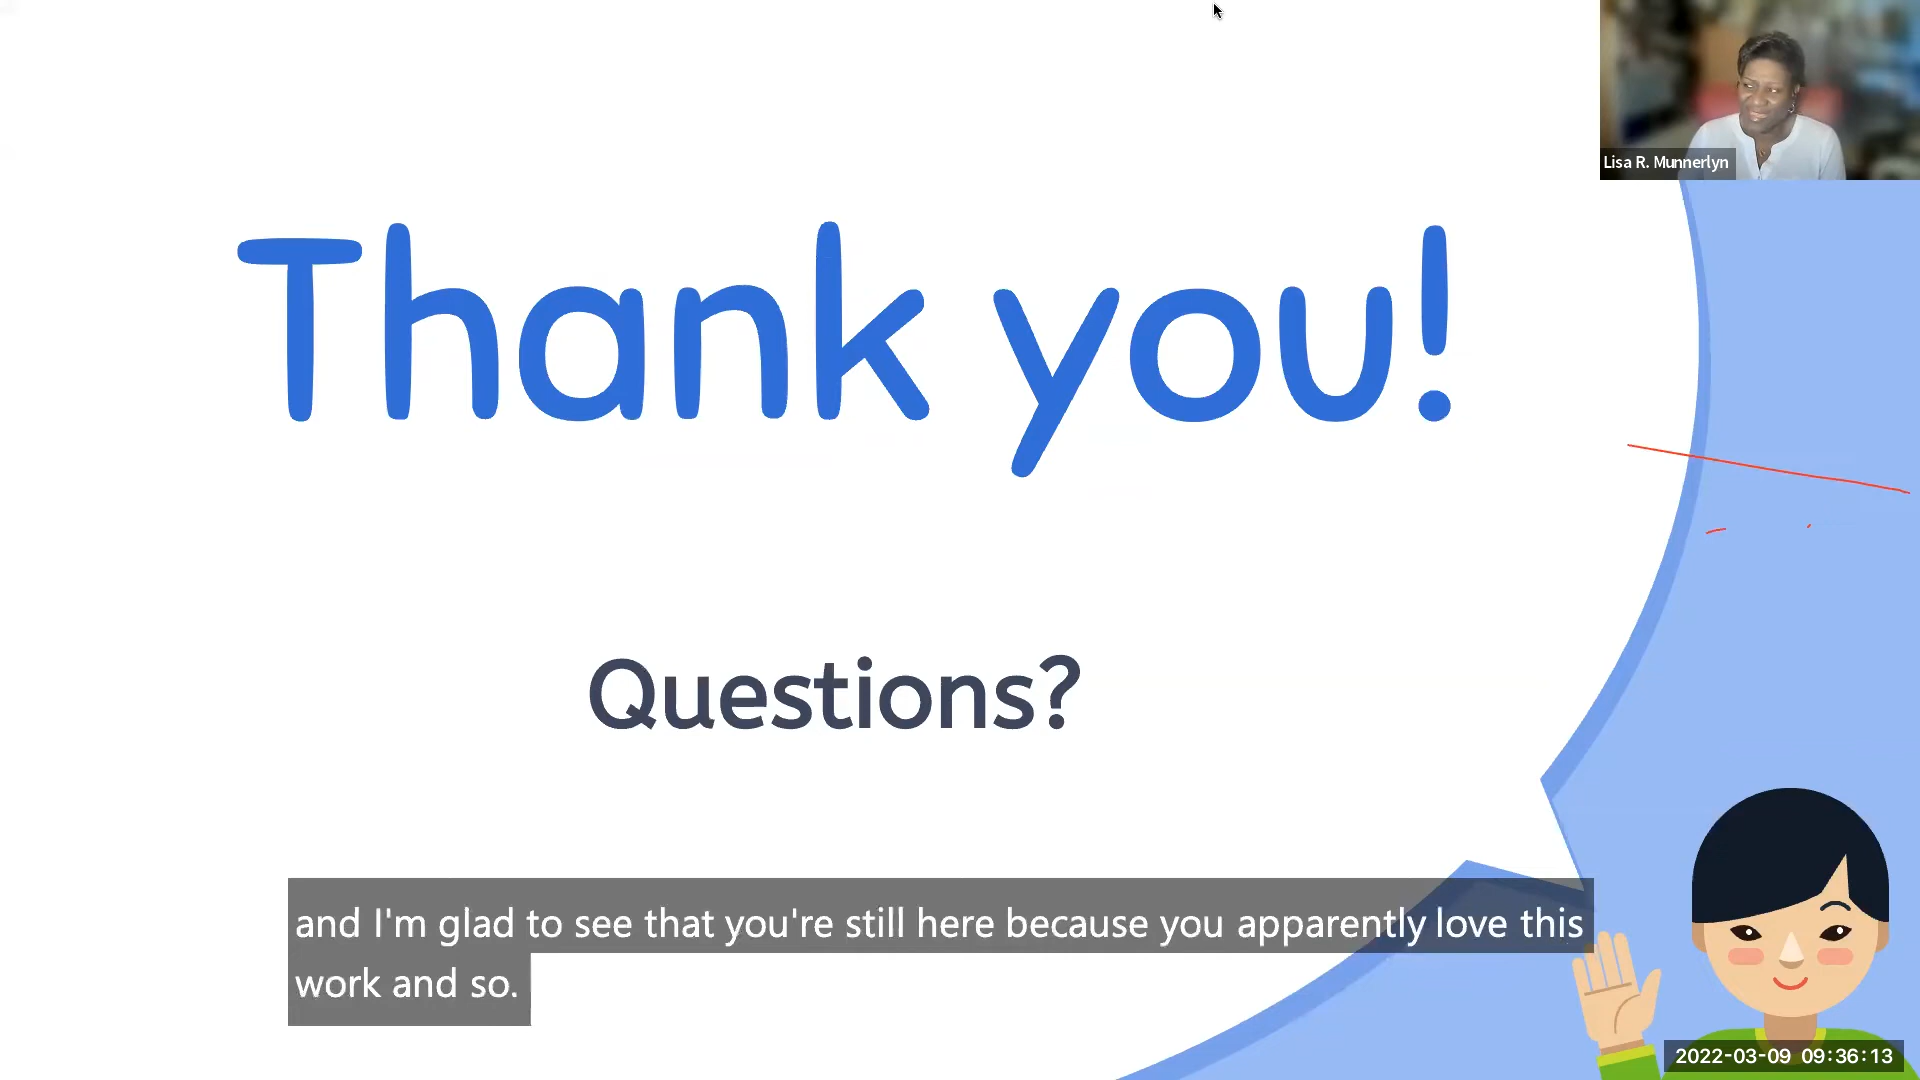 Lisa R. Munnerlyn
Thank you!
Questions?
and I'm glad to see that you're still here because you apparently love this
work and so.
2022-03-09 09:36:13